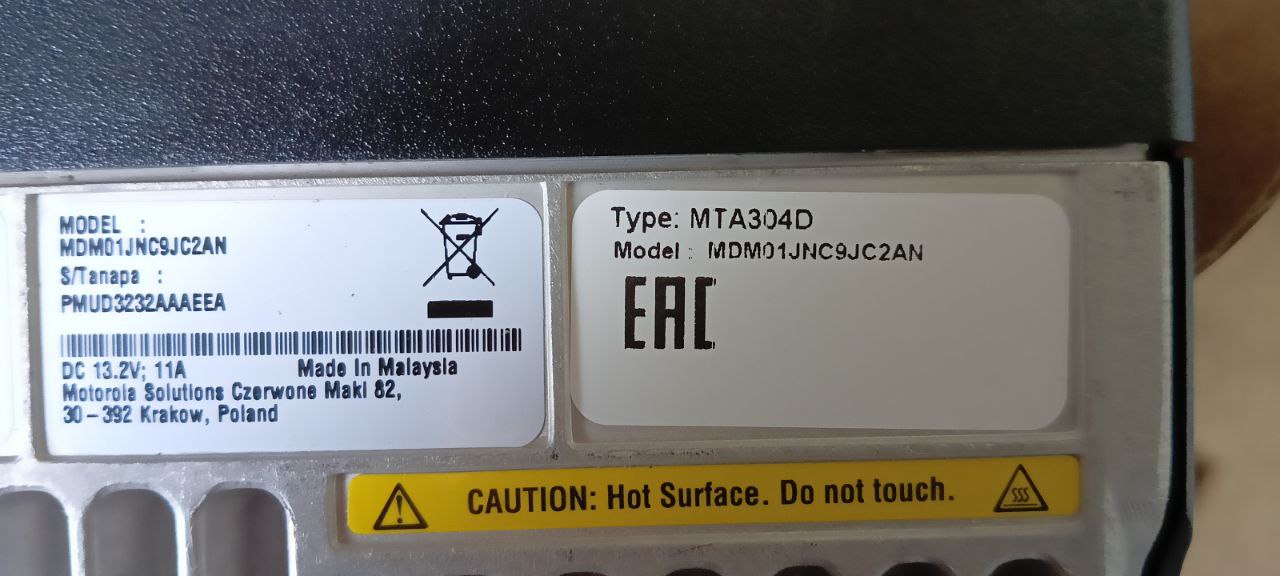 MODEL :
MDM01JNC9JC2AN
S/Tanapa :
PMUD3232AAAEEA
DC 13.2V; 11A Made In Malaysia
Motorola Solutions Czerwone Maki 82,
30-392 Krakow, Poland
Type: MTA304D
Model : MDM01JNC9JC2AN
EAC
CAUTION: Hot Surface. Do not touch.